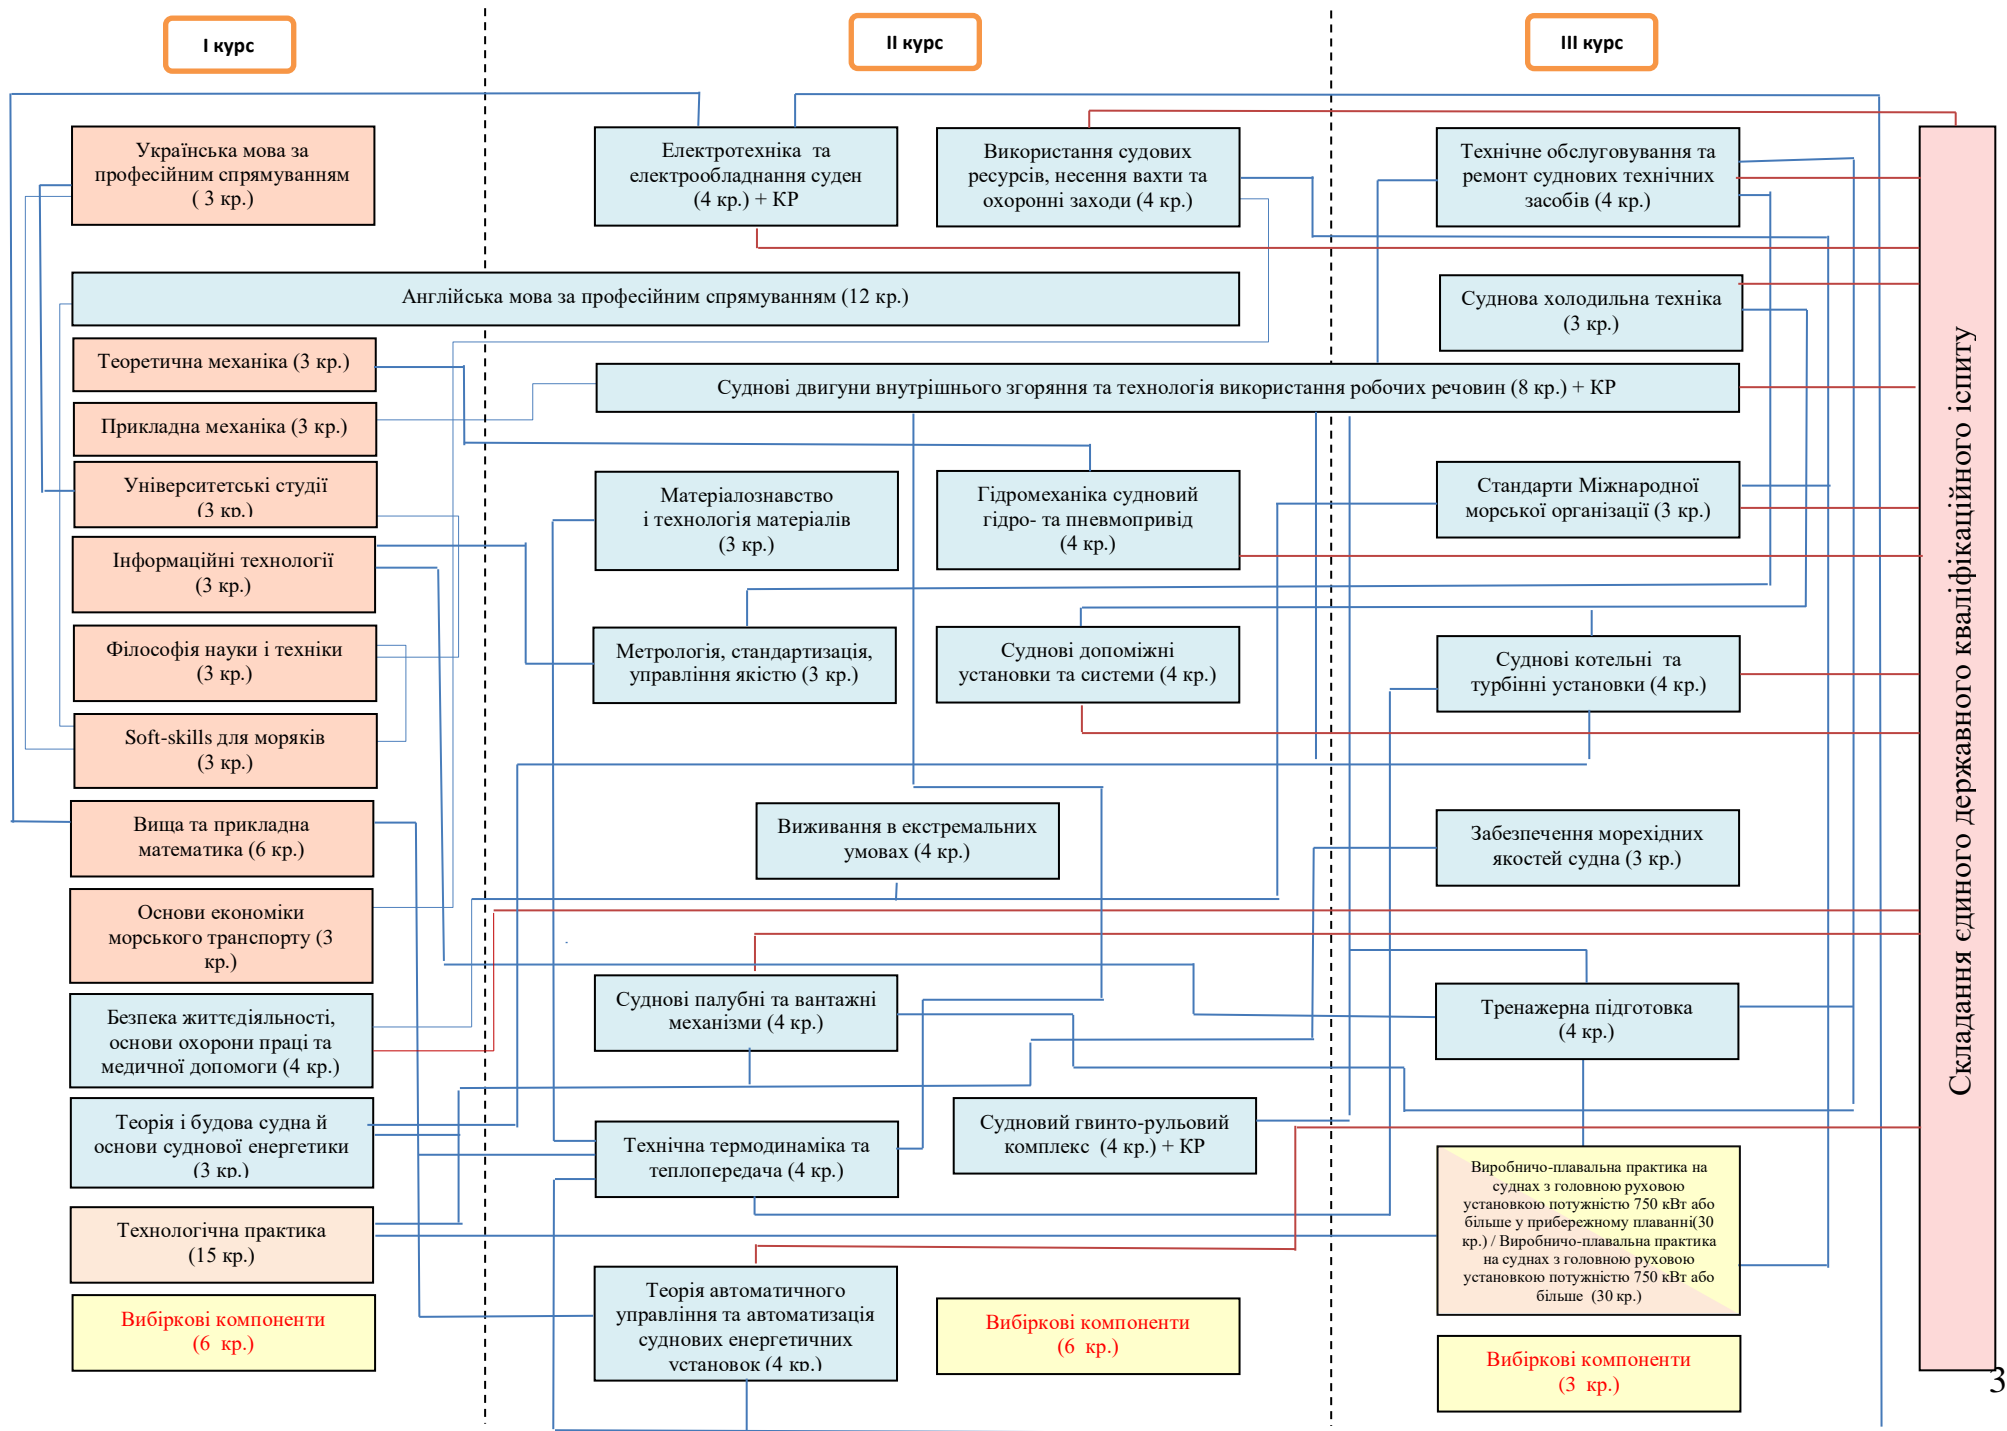 І курс
ІІ курс
ІІІ курс
Українська мова за
професійним спрямуванням
( 3 кр.)
Електротехніка та
електрообладнання суден
(4 кр.) + КР
Використання судових
ресурсів, несення вахти та
охоронні заходи (4 кр.)
Технічне обслуговування та
ремонт суднових технічних
засобів (4 кр.)
Англійська мова за професійним спрямуванням (12 кр.)
Суднова холодильна техніка
(3 кр.)
Теоретична механіка (3 кр.)
Суднові двигуни внутрішнього згоряння та технологія використання робочих речовин (8 кр.) + КР
Прикладна механіка (3 кр.)
Університетські студії
(3 кр.)
Матеріалознавство
і технологія матеріалів
(3 кр.)
Гідромеханіка судновий
гідро- та пневмопривід
(4 кр.)
Стандарти Міжнародної
морської організації (3 кр.)
Інформаційні технології
(3 кр.)
Філософія науки і техніки
(3 кр.)
Метрологія, стандартизація,
управління якістю (3 кр.)
Суднові допоміжні
установки та системи (4 кр.)
Суднові котельні та
турбінні установки (4 кр.)
Soft-skills для моряків
(3 кр.)
Вища та прикладна
математика (6 кр.)
Виживання в екстремальних
умовах (4 кр.)
Забезпечення морехідних
якостей судна (3 кр.)
Основи економіки
морського транспорту (3
кр.)
Безпека життєдіяльності,
основи охорони праці та
медичної допомоги (4 кр.)
Суднові палубні та вантажні
механізми (4 кр.)
Тренажерна підготовка
(4 кр.)
Теорія і будова судна й
основи суднової енергетики
(3 кр.)
Технічна термодинаміка та
теплопередача (4 кр.)
Судновий гвинто-рульовий
комплекс (4 кр.) + КР
Виробничо-плавальна практика на
суднах з головною руховою
установкою потужністю 750 кВт або
більше у прибережному плаванні(30
кр.) / Виробничо-плавальна практика
на суднах з головною руховою
установкою потужністю 750 кВт або
більше (30 кр.)
Технологічна практика
(15 кр.)
Теорія автоматичного
управління та автоматизація
суднових енергетичних
установок (4 кр.)
Вибіркові компоненти
(6 кр.)
Вибіркові компоненти
(6 кр.)
Вибіркові компоненти
(3 кр.)
Складання єдиного державного кваліфікаційного іспиту
3